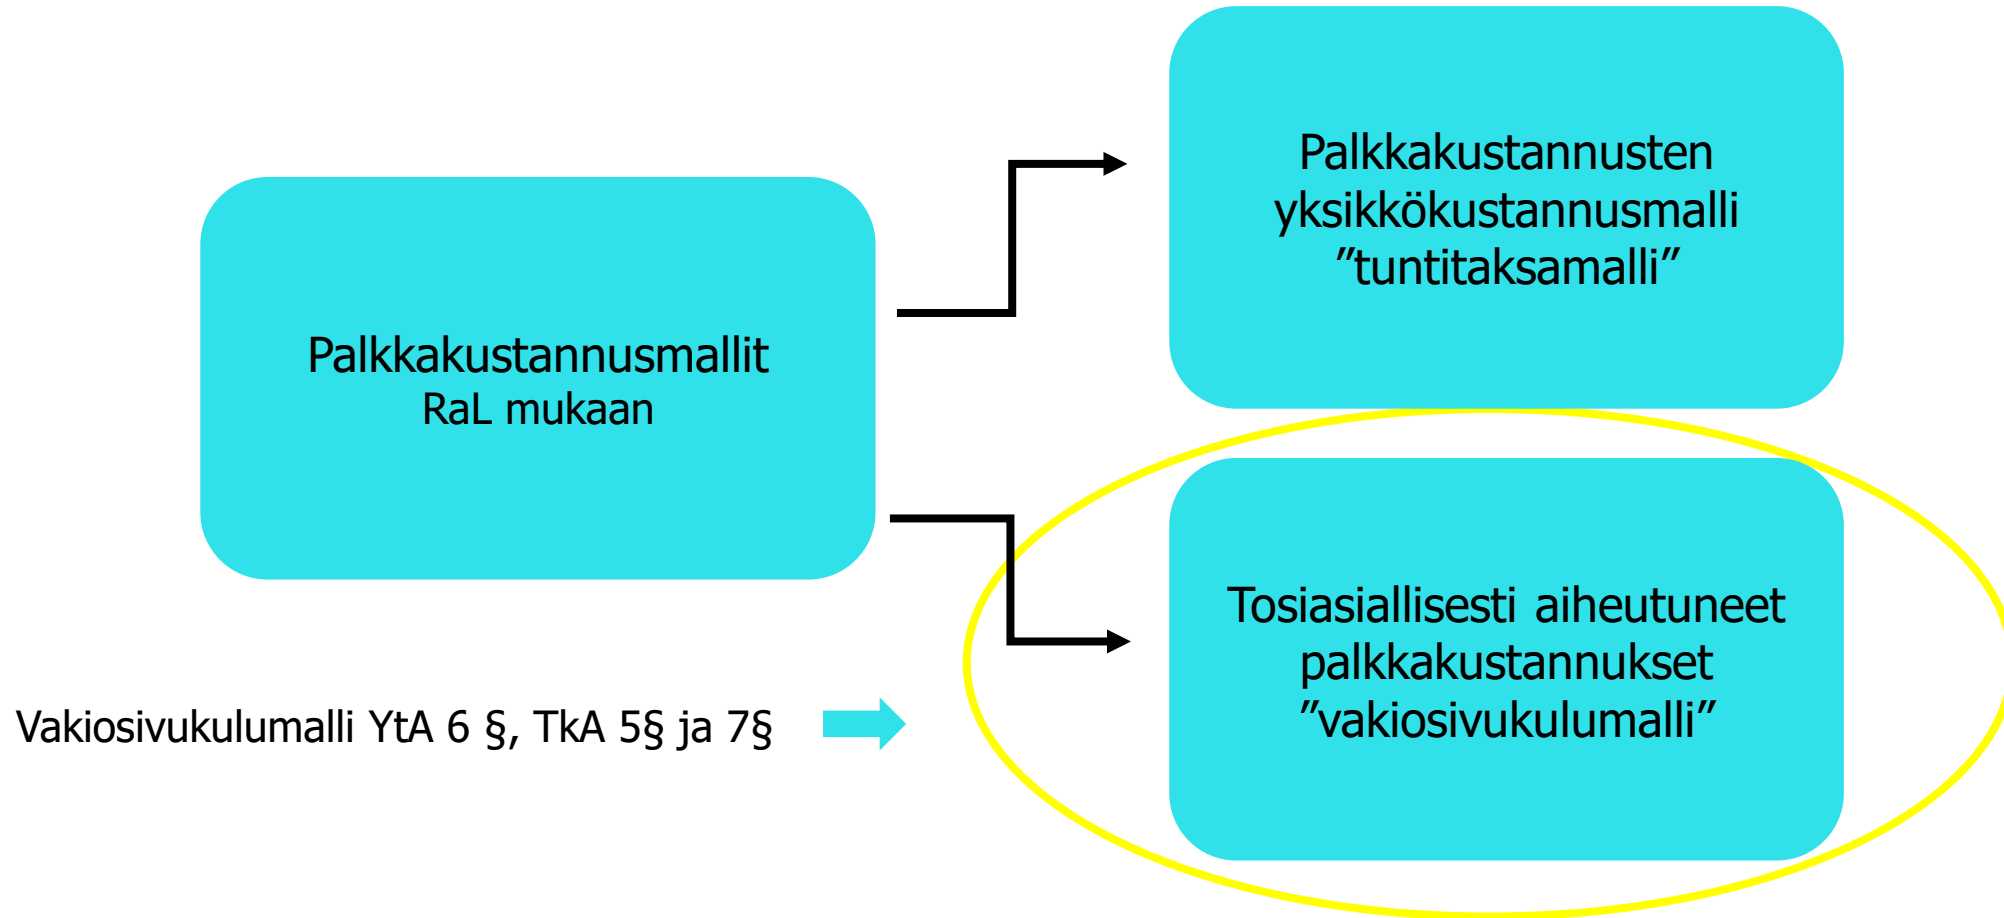 Palkkakustannusmallit
RaL mukaan
Palkkakustannusten
yksikkökustannusmalli
”tuntitaksamalli”
Tosiasiallisesti aiheutuneet
palkkakustannukset
”vakiosivukulumalli”
Vakiosivukulumalli YtA 6 §, TkA 5§ ja 7§